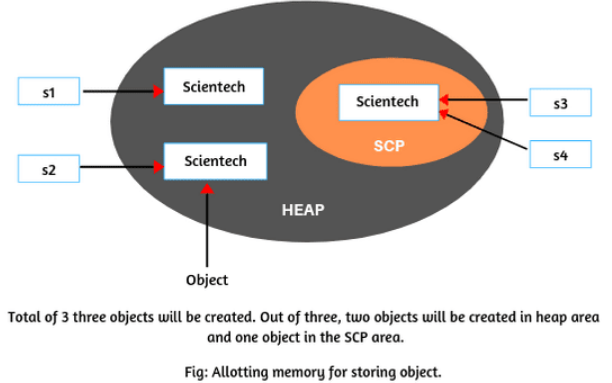 s1
Scientech
Scientech
s3
SCP
s4
s2
Scientech
HEAP
Object
Total of 3 three objects will be created. Out of three, two objects will be created in heap area
and one object in the SCP area.
Fig: Allotting memory for storing object.